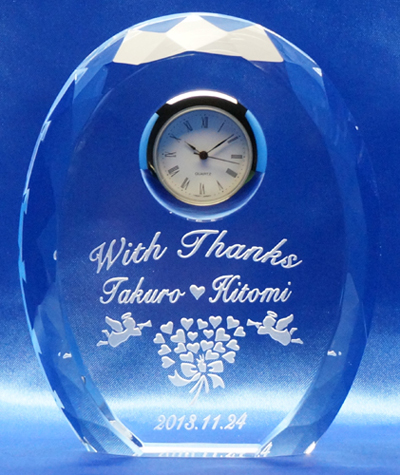 With Thanks
Takuro ♥ Hitomi
2013.11.24